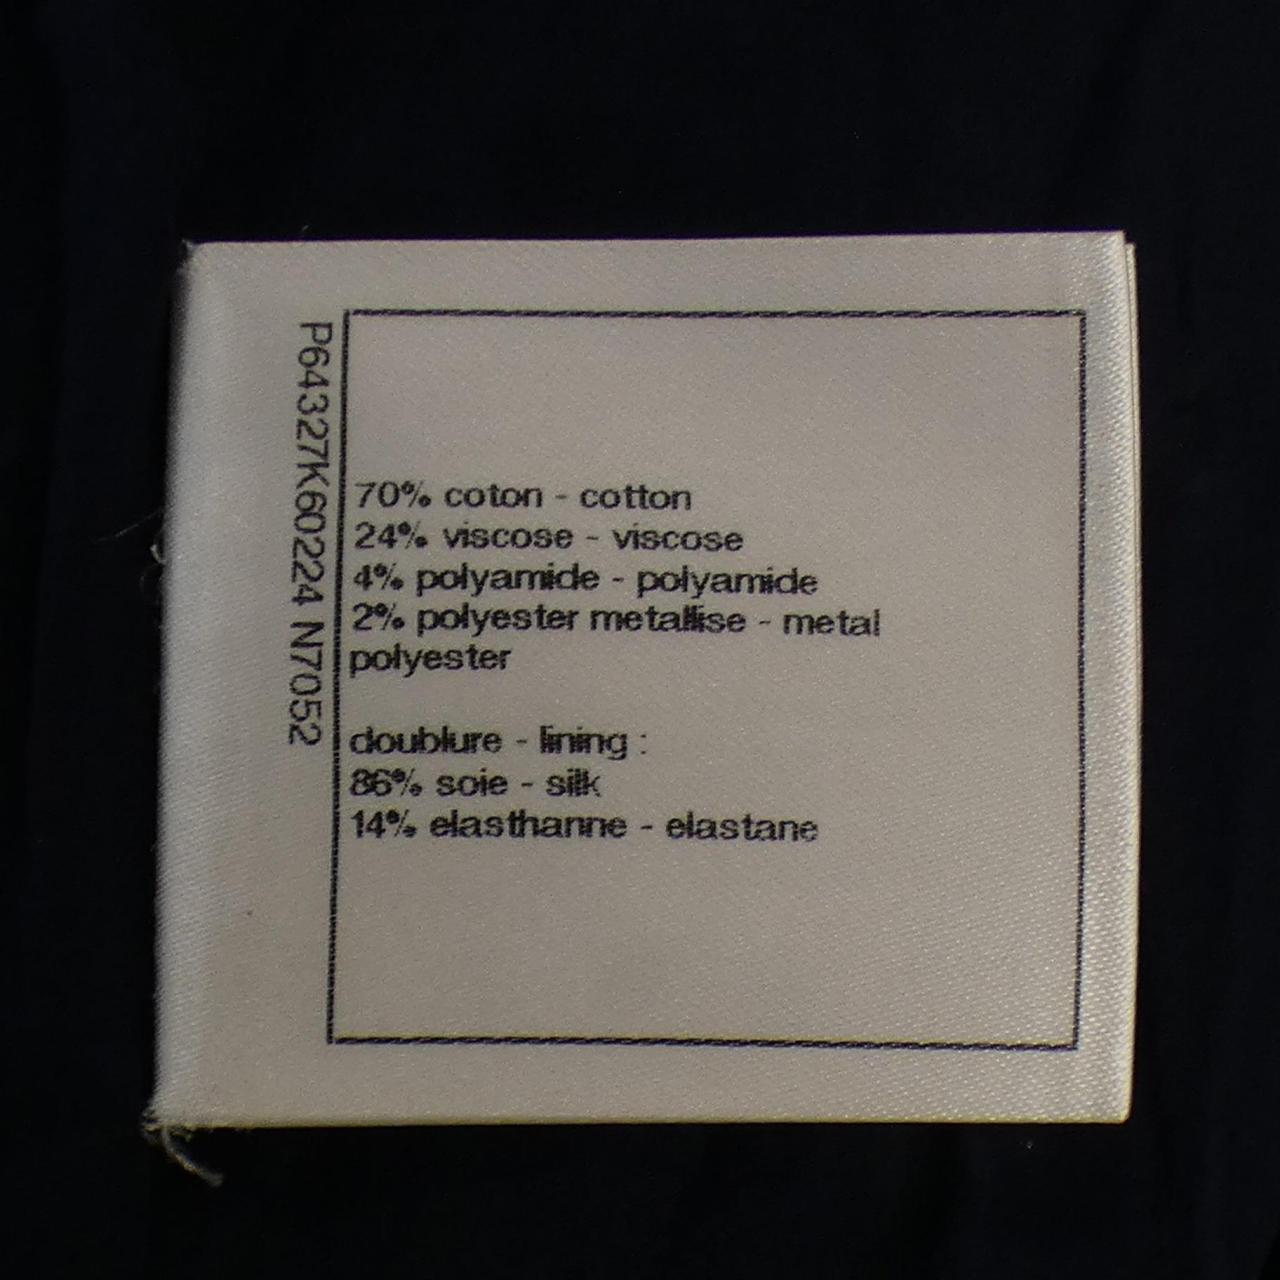 P64327K60224 N7052
70% coton - cotton
24% viscose - viscose
4% polyamide - polyamide
2% polyester metallise - metal
polyester
doublure - lining :
86% soie - silk
14% elasthanne - elastane